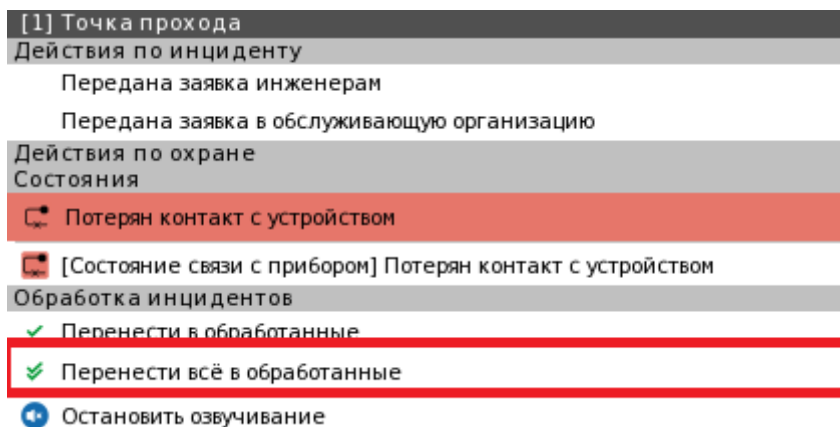 [1] Точка прохода
Действия по инциденту
Передана заявка инженерам
Передана заявка в обслуживающую организацию
Действия по охране
Состояния
Потерян контакт с устройством
[Состояние связи с прибором] Потерян контакт с устройством
Обработка инцидентов
Перенести в обработанные
Перенести всё в обработанные
Остановить озвучивание